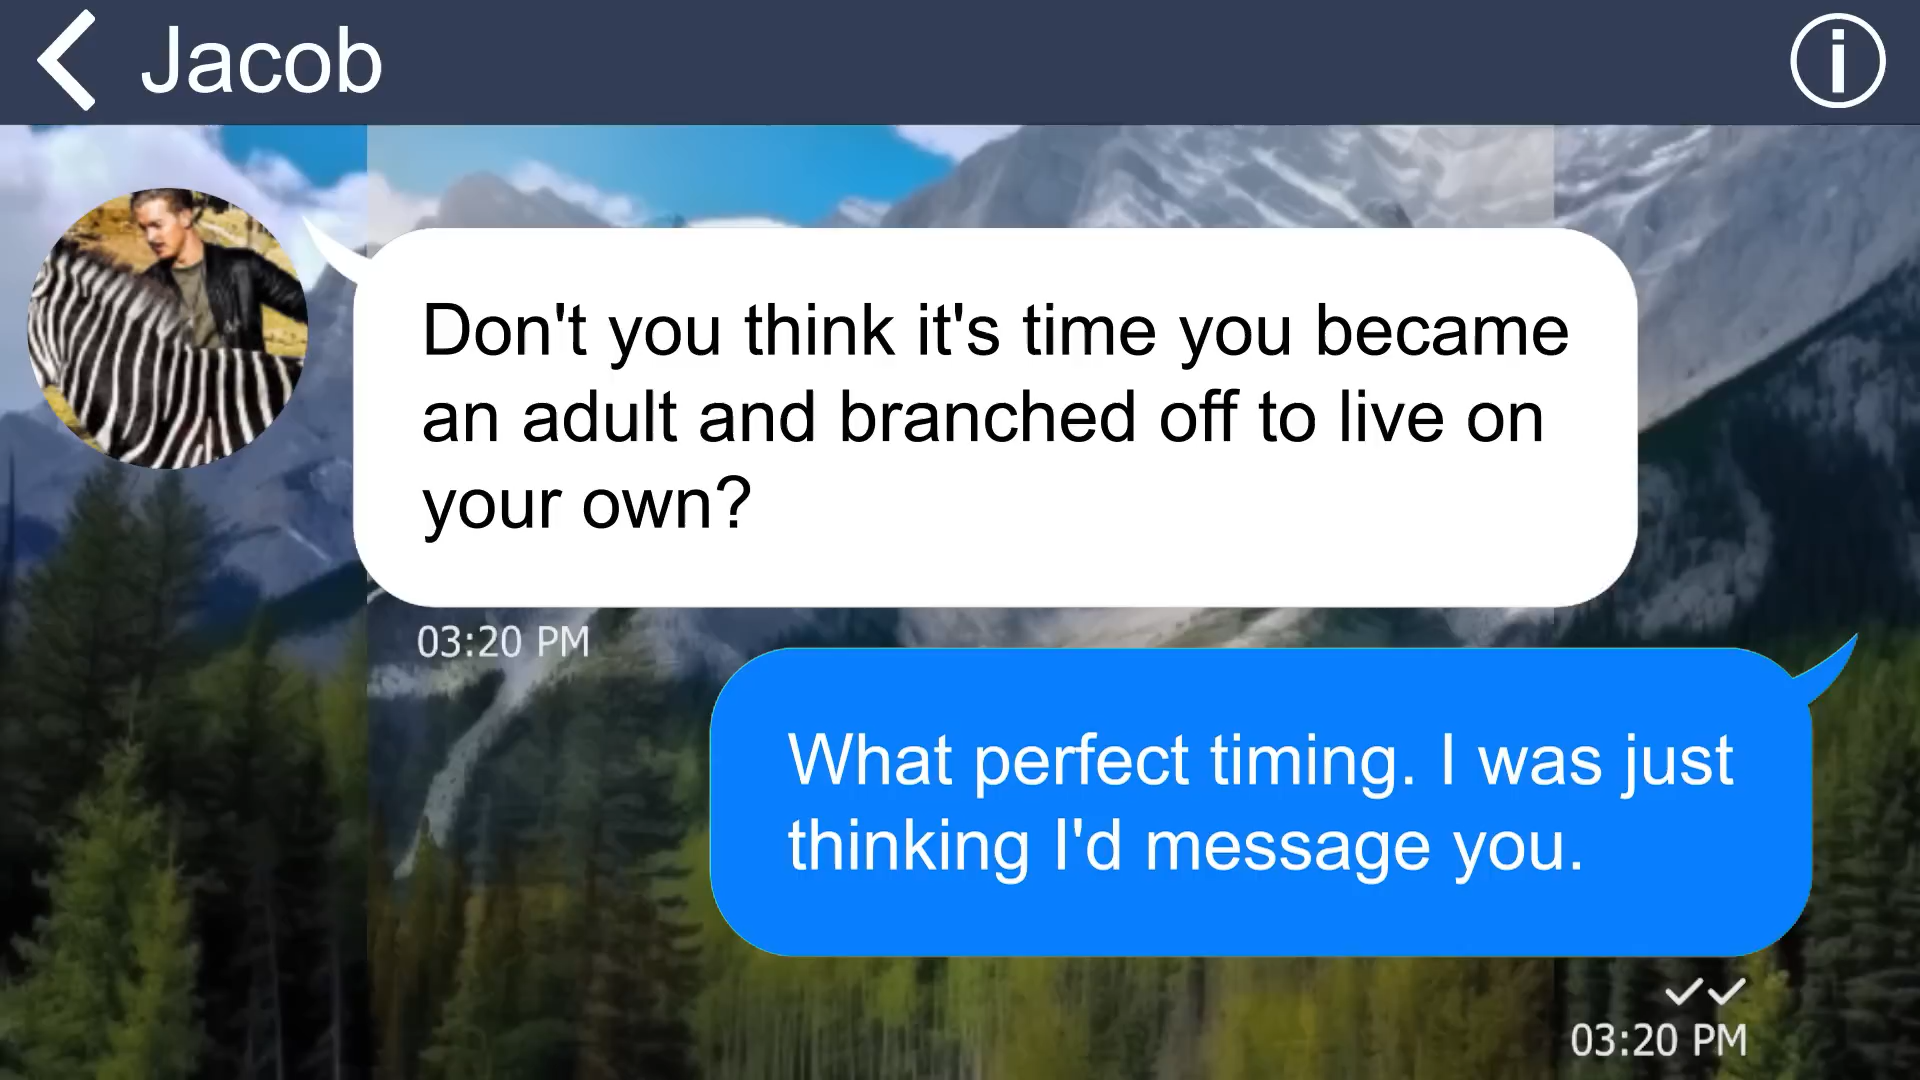 Jacob
Don't you think it's time you became
an adult and branched off to live on
your own?
03:20 PM
What perfect timing. I was just
thinking I'd message you.
03:20 PM